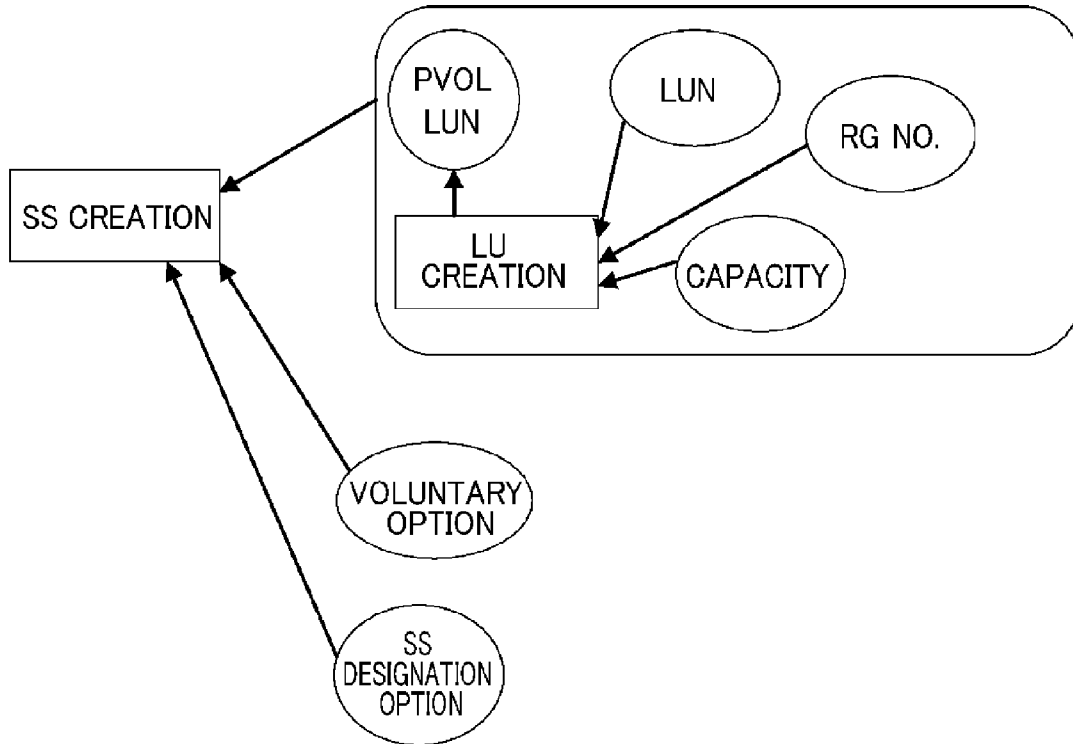 PVOL
LUN
LUN
RG NO.
SS CREATION
LU
CREATION
CAPACITY
VOLUNTARY
OPTION
SS
DESIGNATION
OPTION